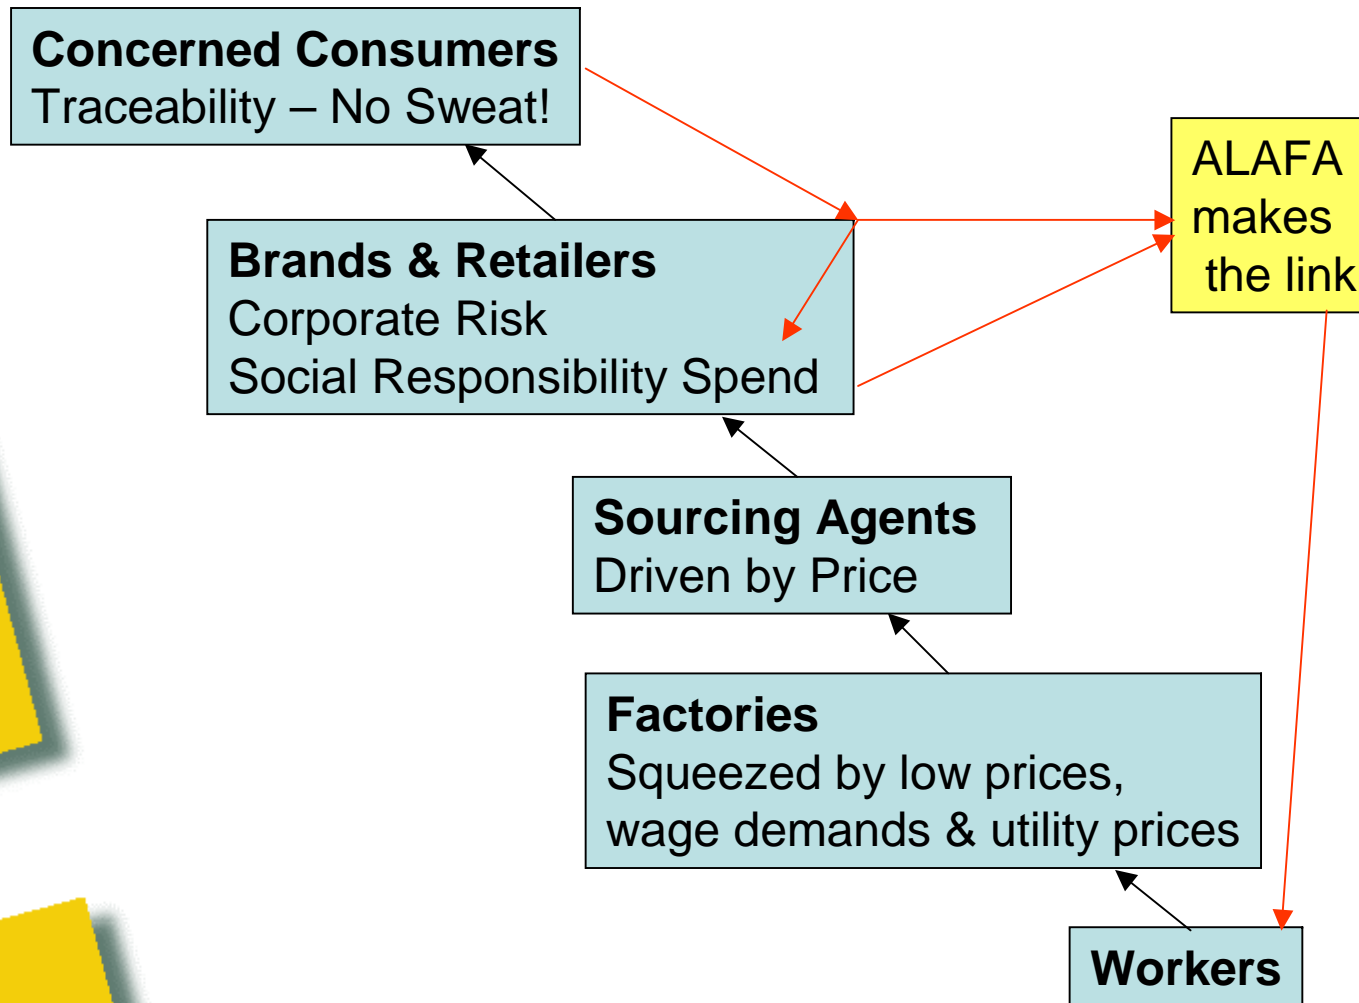 Concerned Consumers
Traceability – No Sweat!
ALAFA
makes
the link
Brands & Retailers
Corporate Risk
Social Responsibility Spend
Sourcing Agents
Driven by Price
Factories
Squeezed by low prices,
wage demands & utility prices
Workers